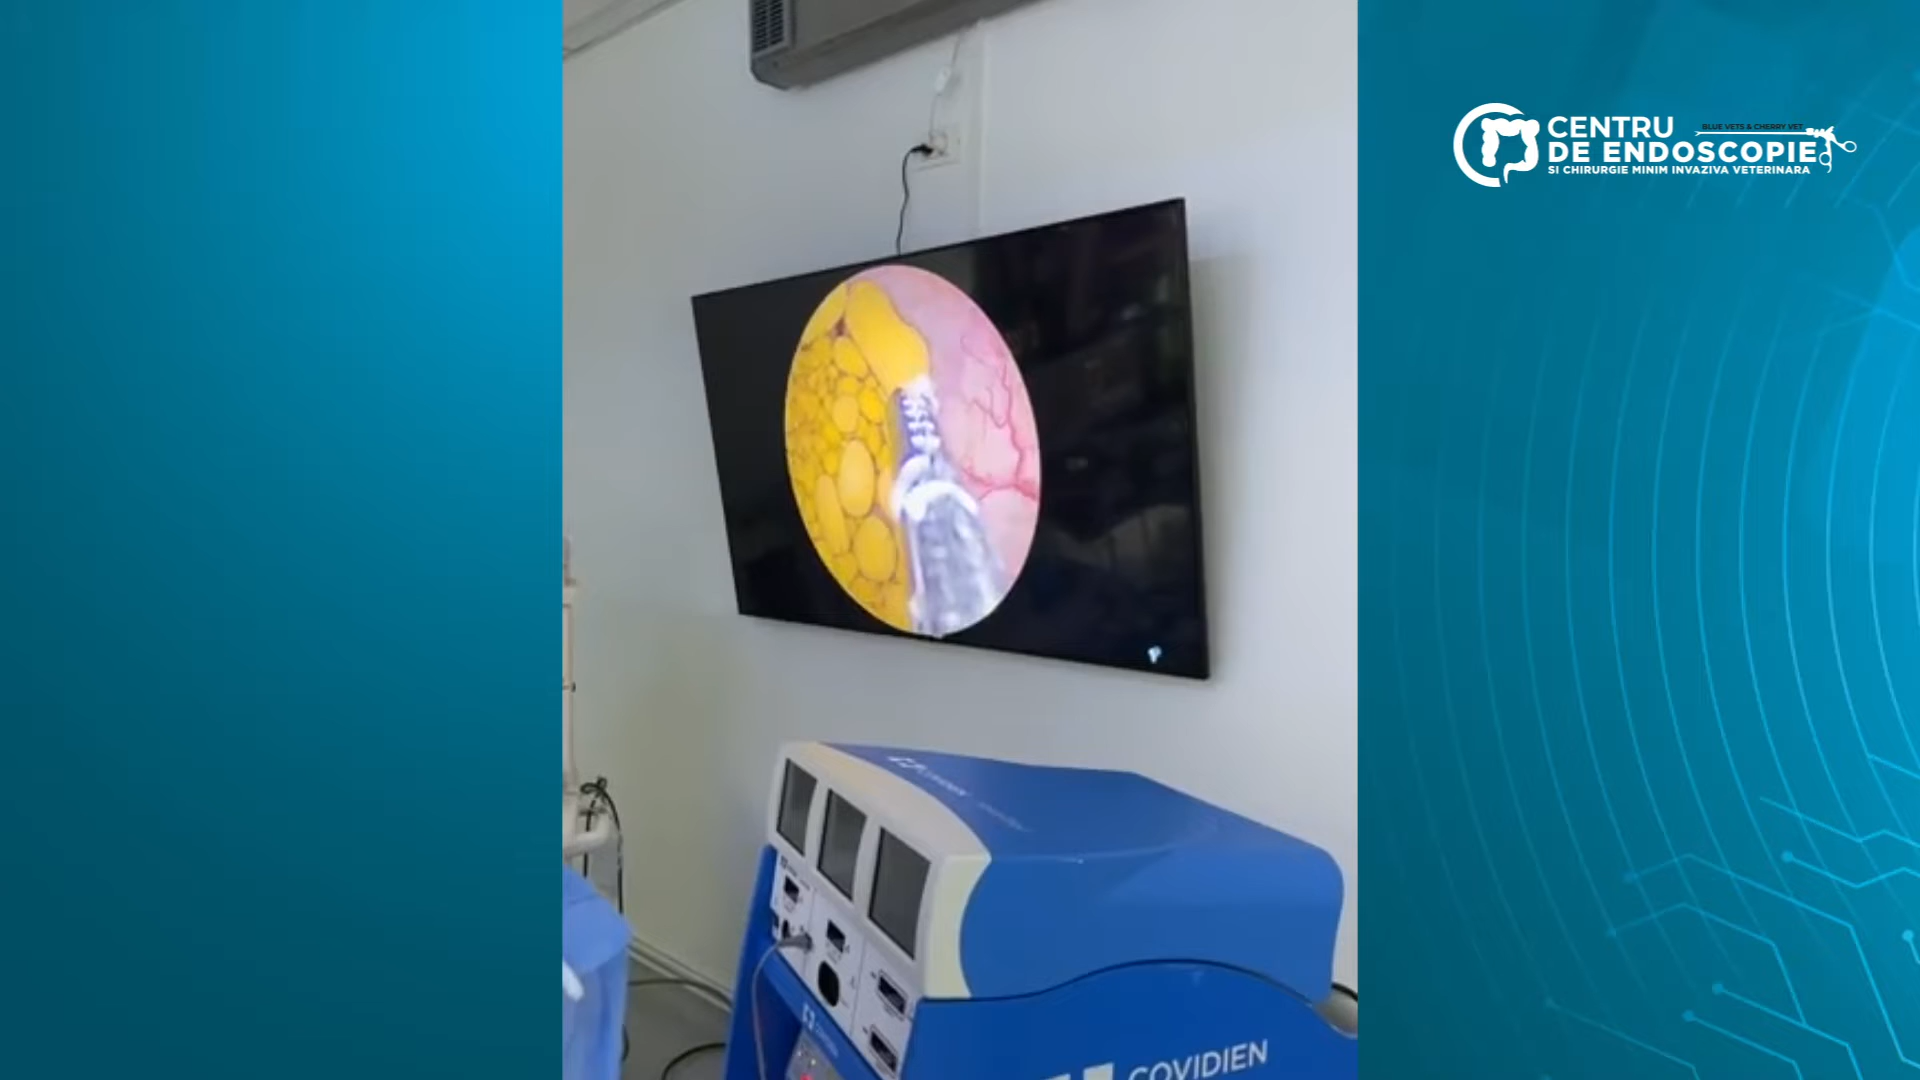 CENTRU
BLUE VETS & CHERRY VET
DE ENDOSCOPIE
SI CHIRURGIE MINIM INVAZIVA VETERINARA
COVIDIEN